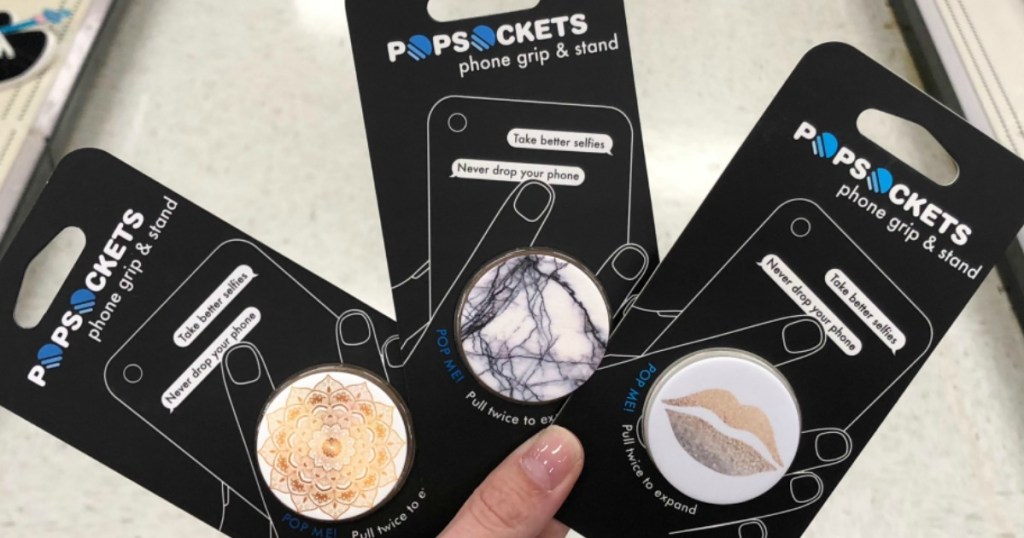 POPSOCKETS
phone grip & stand
Take better selfies
Never drop your phone
POP ME!
Pull twice to e
POPSOCKETS
phone grip & stand
Take better selfies
Never drop your phone
POP ME!
Pull twice to ex
POPSOCKETS
phone grip & stand
Take better selfies
Never drop your phone
POP ME!
Pull twice to expand